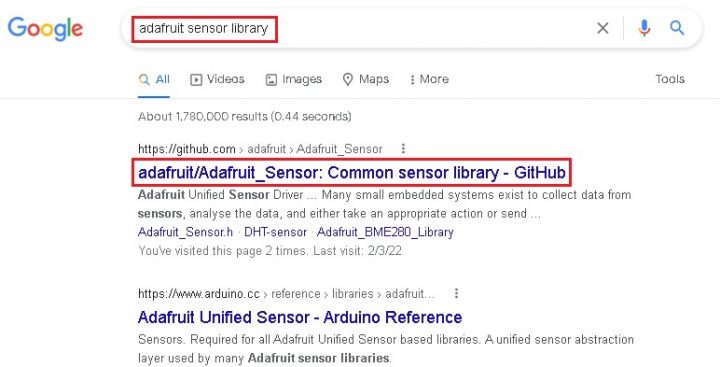 Google
adafruit sensor library
All
Videos
Images
Maps
More
Tools
About 1,780,000 results (0.44 seconds)
https://github.com › adafruit › Adafruit_Sensor
adafruit/Adafruit_Sensor: Common sensor library - GitHub
Adafruit Unified Sensor Driver ... Many small embedded systems exist to collect data from
sensors, analyse the data, and either take an appropriate action or send ...
Adafruit_Sensor.h · DHT-sensor · Adafruit_BME280_Library
You've visited this page 2 times. Last visit: 2/3/22
https://www.arduino.cc › reference › libraries › adafruit...
Adafruit Unified Sensor - Arduino Reference
Sensors. Required for all Adafruit Unified Sensor based libraries. A unified sensor abstraction
layer used by many Adafruit sensor libraries.